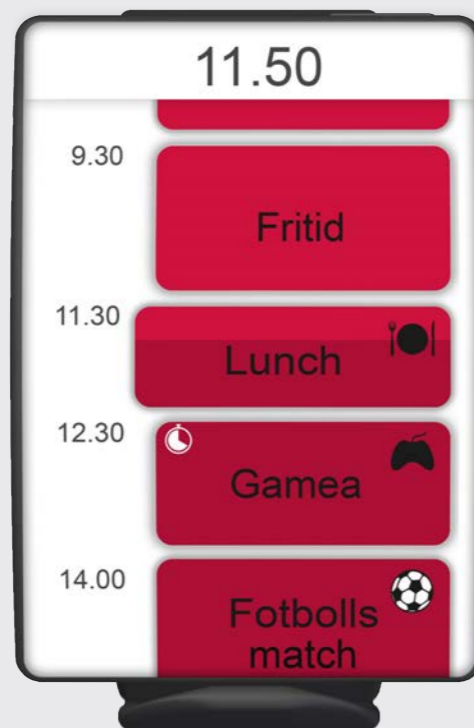 11.50
9.30
Fritid
11.30
Lunch
12.30
Gamea
14.00
Fotbolls
match